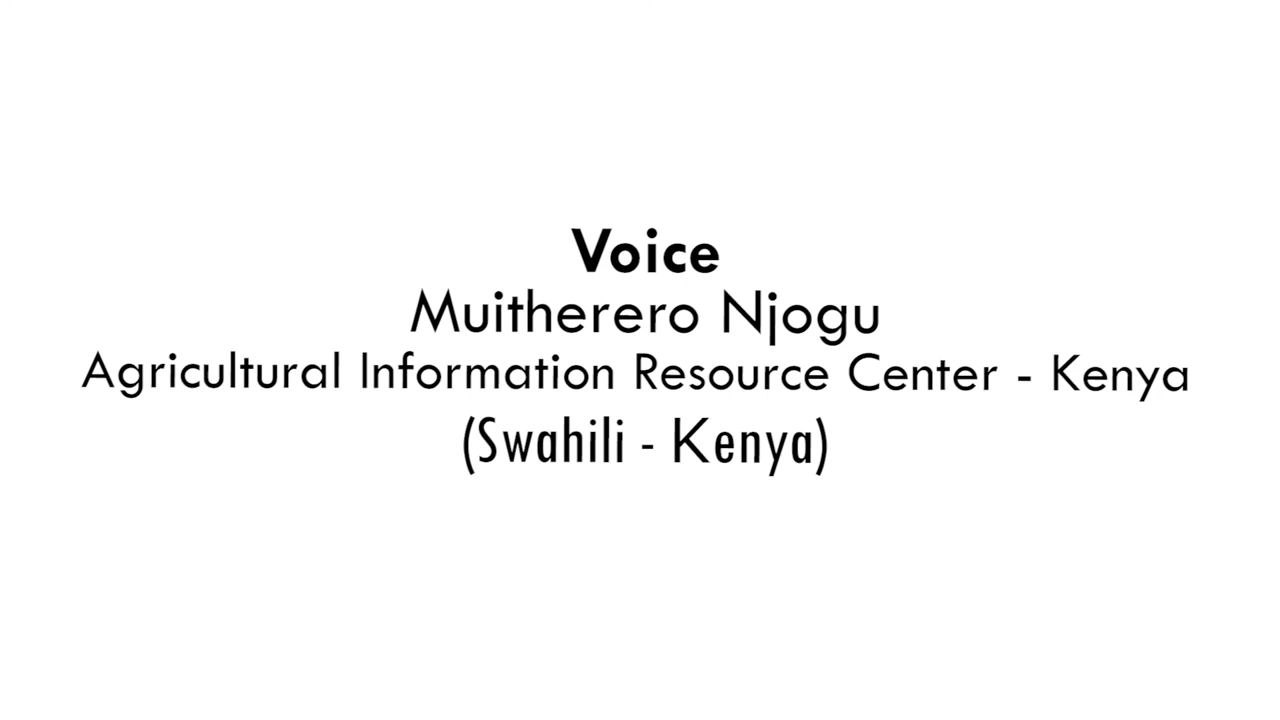 Voice
Muitherero Njogu
Agricultural Information Resource Center - Kenya
(Swahili - Kenya)